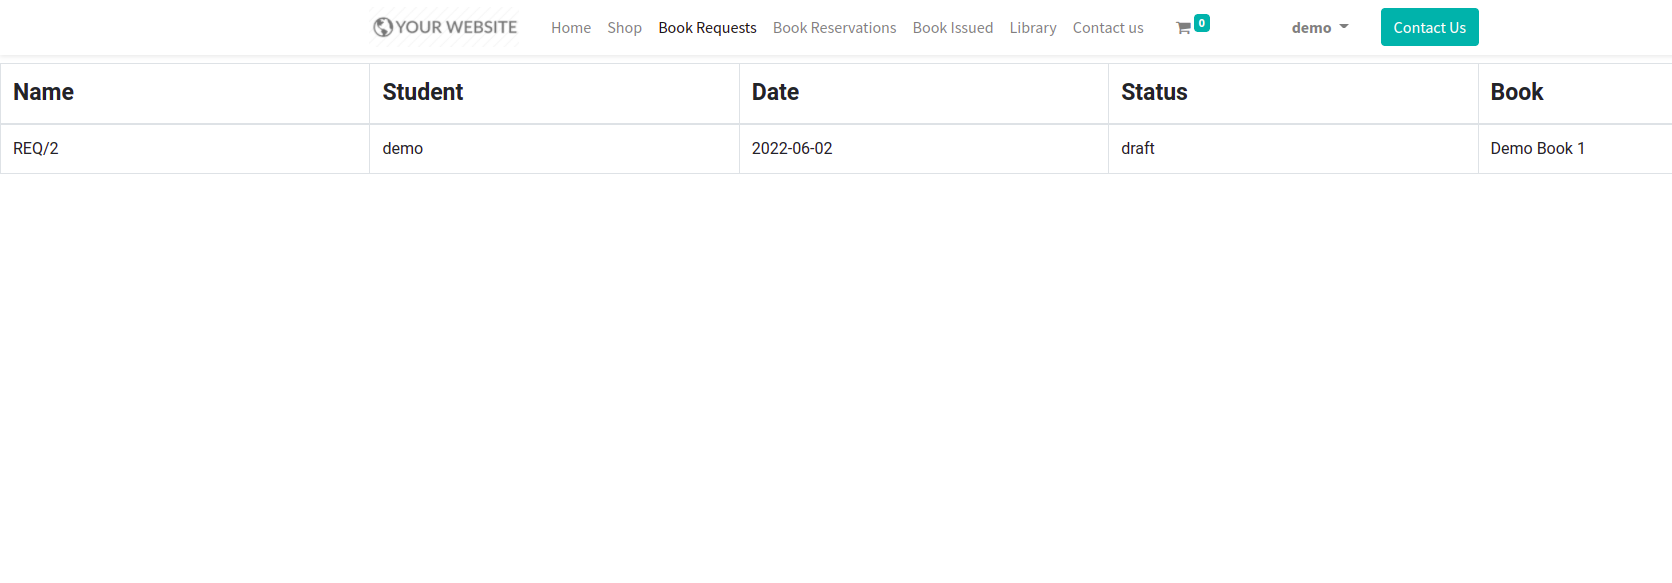 YOUR WEBSITE Home Shop Book Requests Book Reservations Book Issued Library Contact us 0 demo Contact Us
Name Student Date Status Book
REQ/2 demo 2022-06-02 draft Demo Book 1